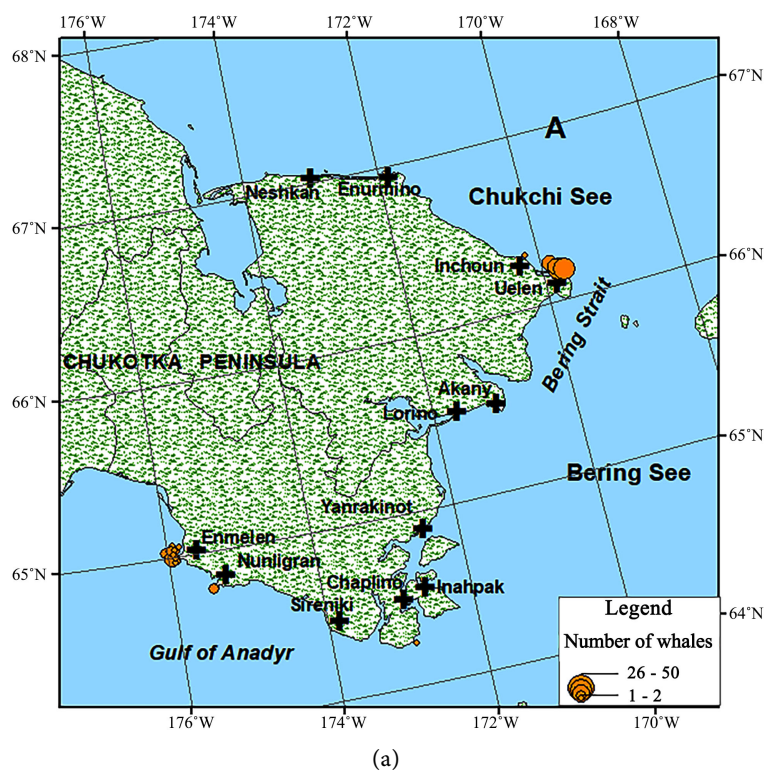 176°W 174°W 172°W 170°W 168°W
68°N
67°N
A
Neshkan Enurmino
Chukchi See
67°N
Inchoun
66°N
Uelen
Bering Strait
CHUKOTKA PENINSULA
Akany
66°N
Lorino
65°N
Bering See
Yanrakinot
Enmelen
Nunligran
65°N
Chaplino
Inahpak
Sireniki
Legend
64°N
Number of whales
Gulf of Anadyr
26 - 50
1 - 2
176°W 174°W 172°W 170°W
(a)